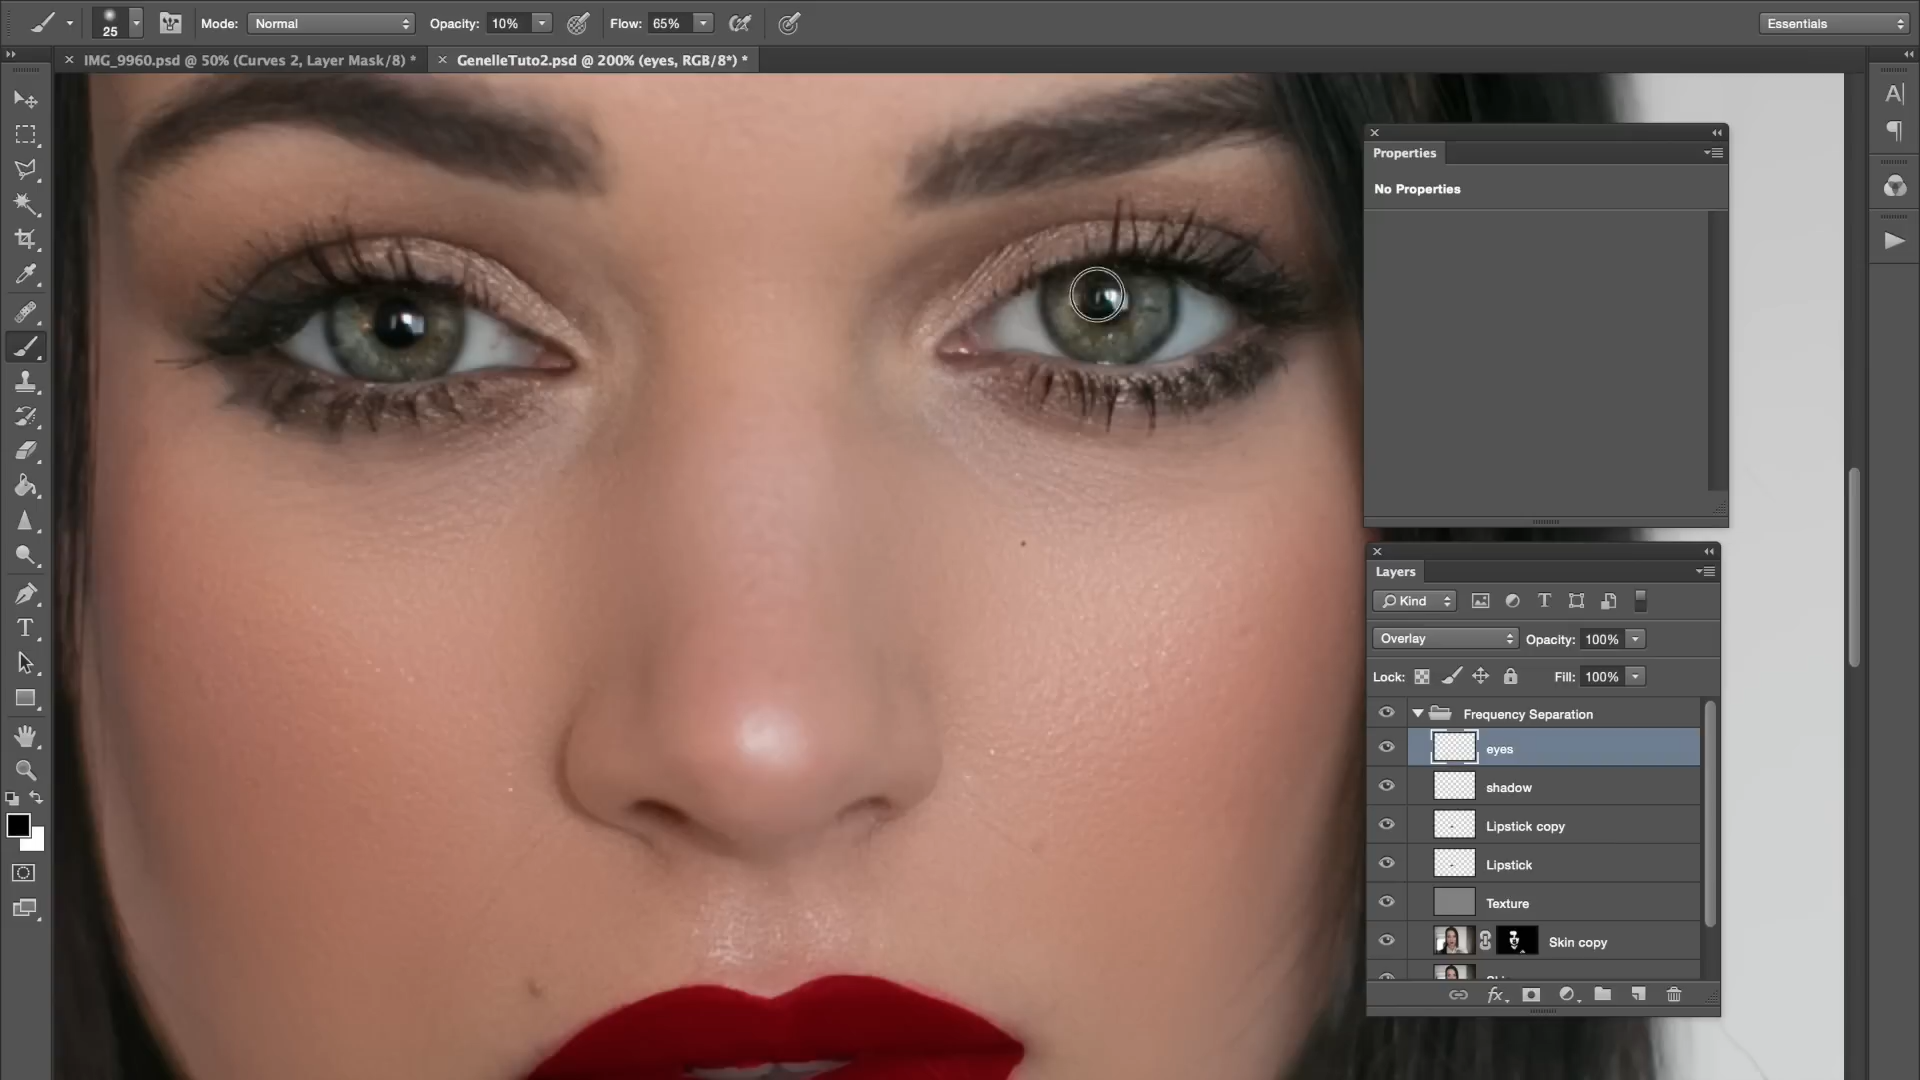 25
Mode: Normal
Opacity: 10%
Flow: 65%
Essentials
IMG_9960.psd @ 50% (Curves 2, Layer Mask/8) *
GenelleTuto2.psd @ 200% (eyes, RGB/8*) *
Properties
No Properties
Layers
Kind
Overlay
Opacity: 100%
Lock:
Fill: 100%
Frequency Separation
eyes
shadow
Lipstick copy
Lipstick
Texture
Skin copy